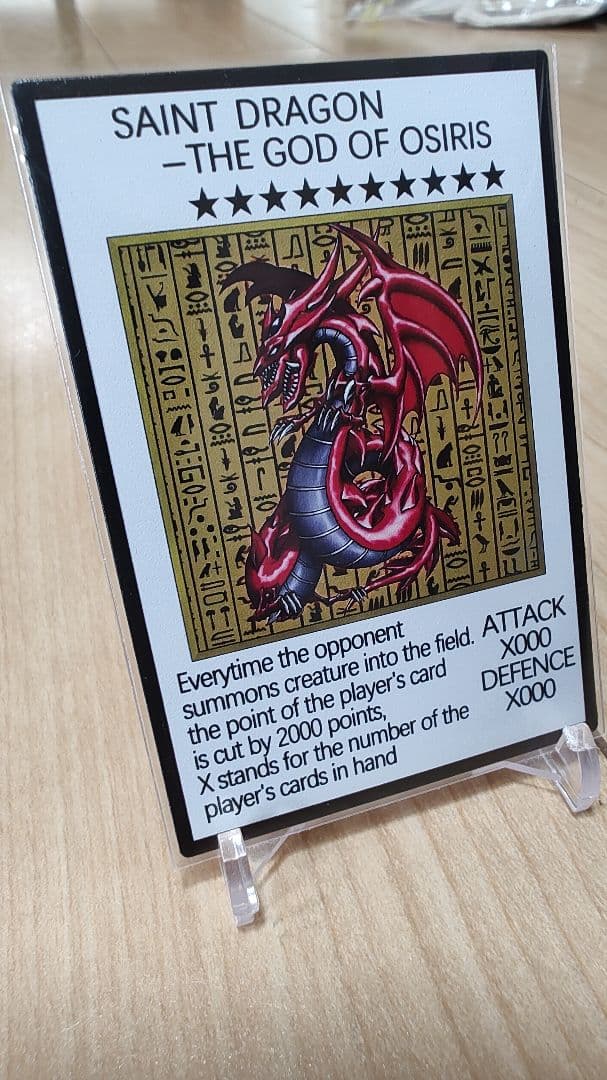 SAINT DRAGON
–THE GOD OF OSIRIS
★★★★★★★★★★
Everytime the opponent
summons creature into the field.
the point of the player's card
is cut by 2000 points,
X stands for the number of the
player's cards in hand
ATTACK
X000
DEFENCE
X000